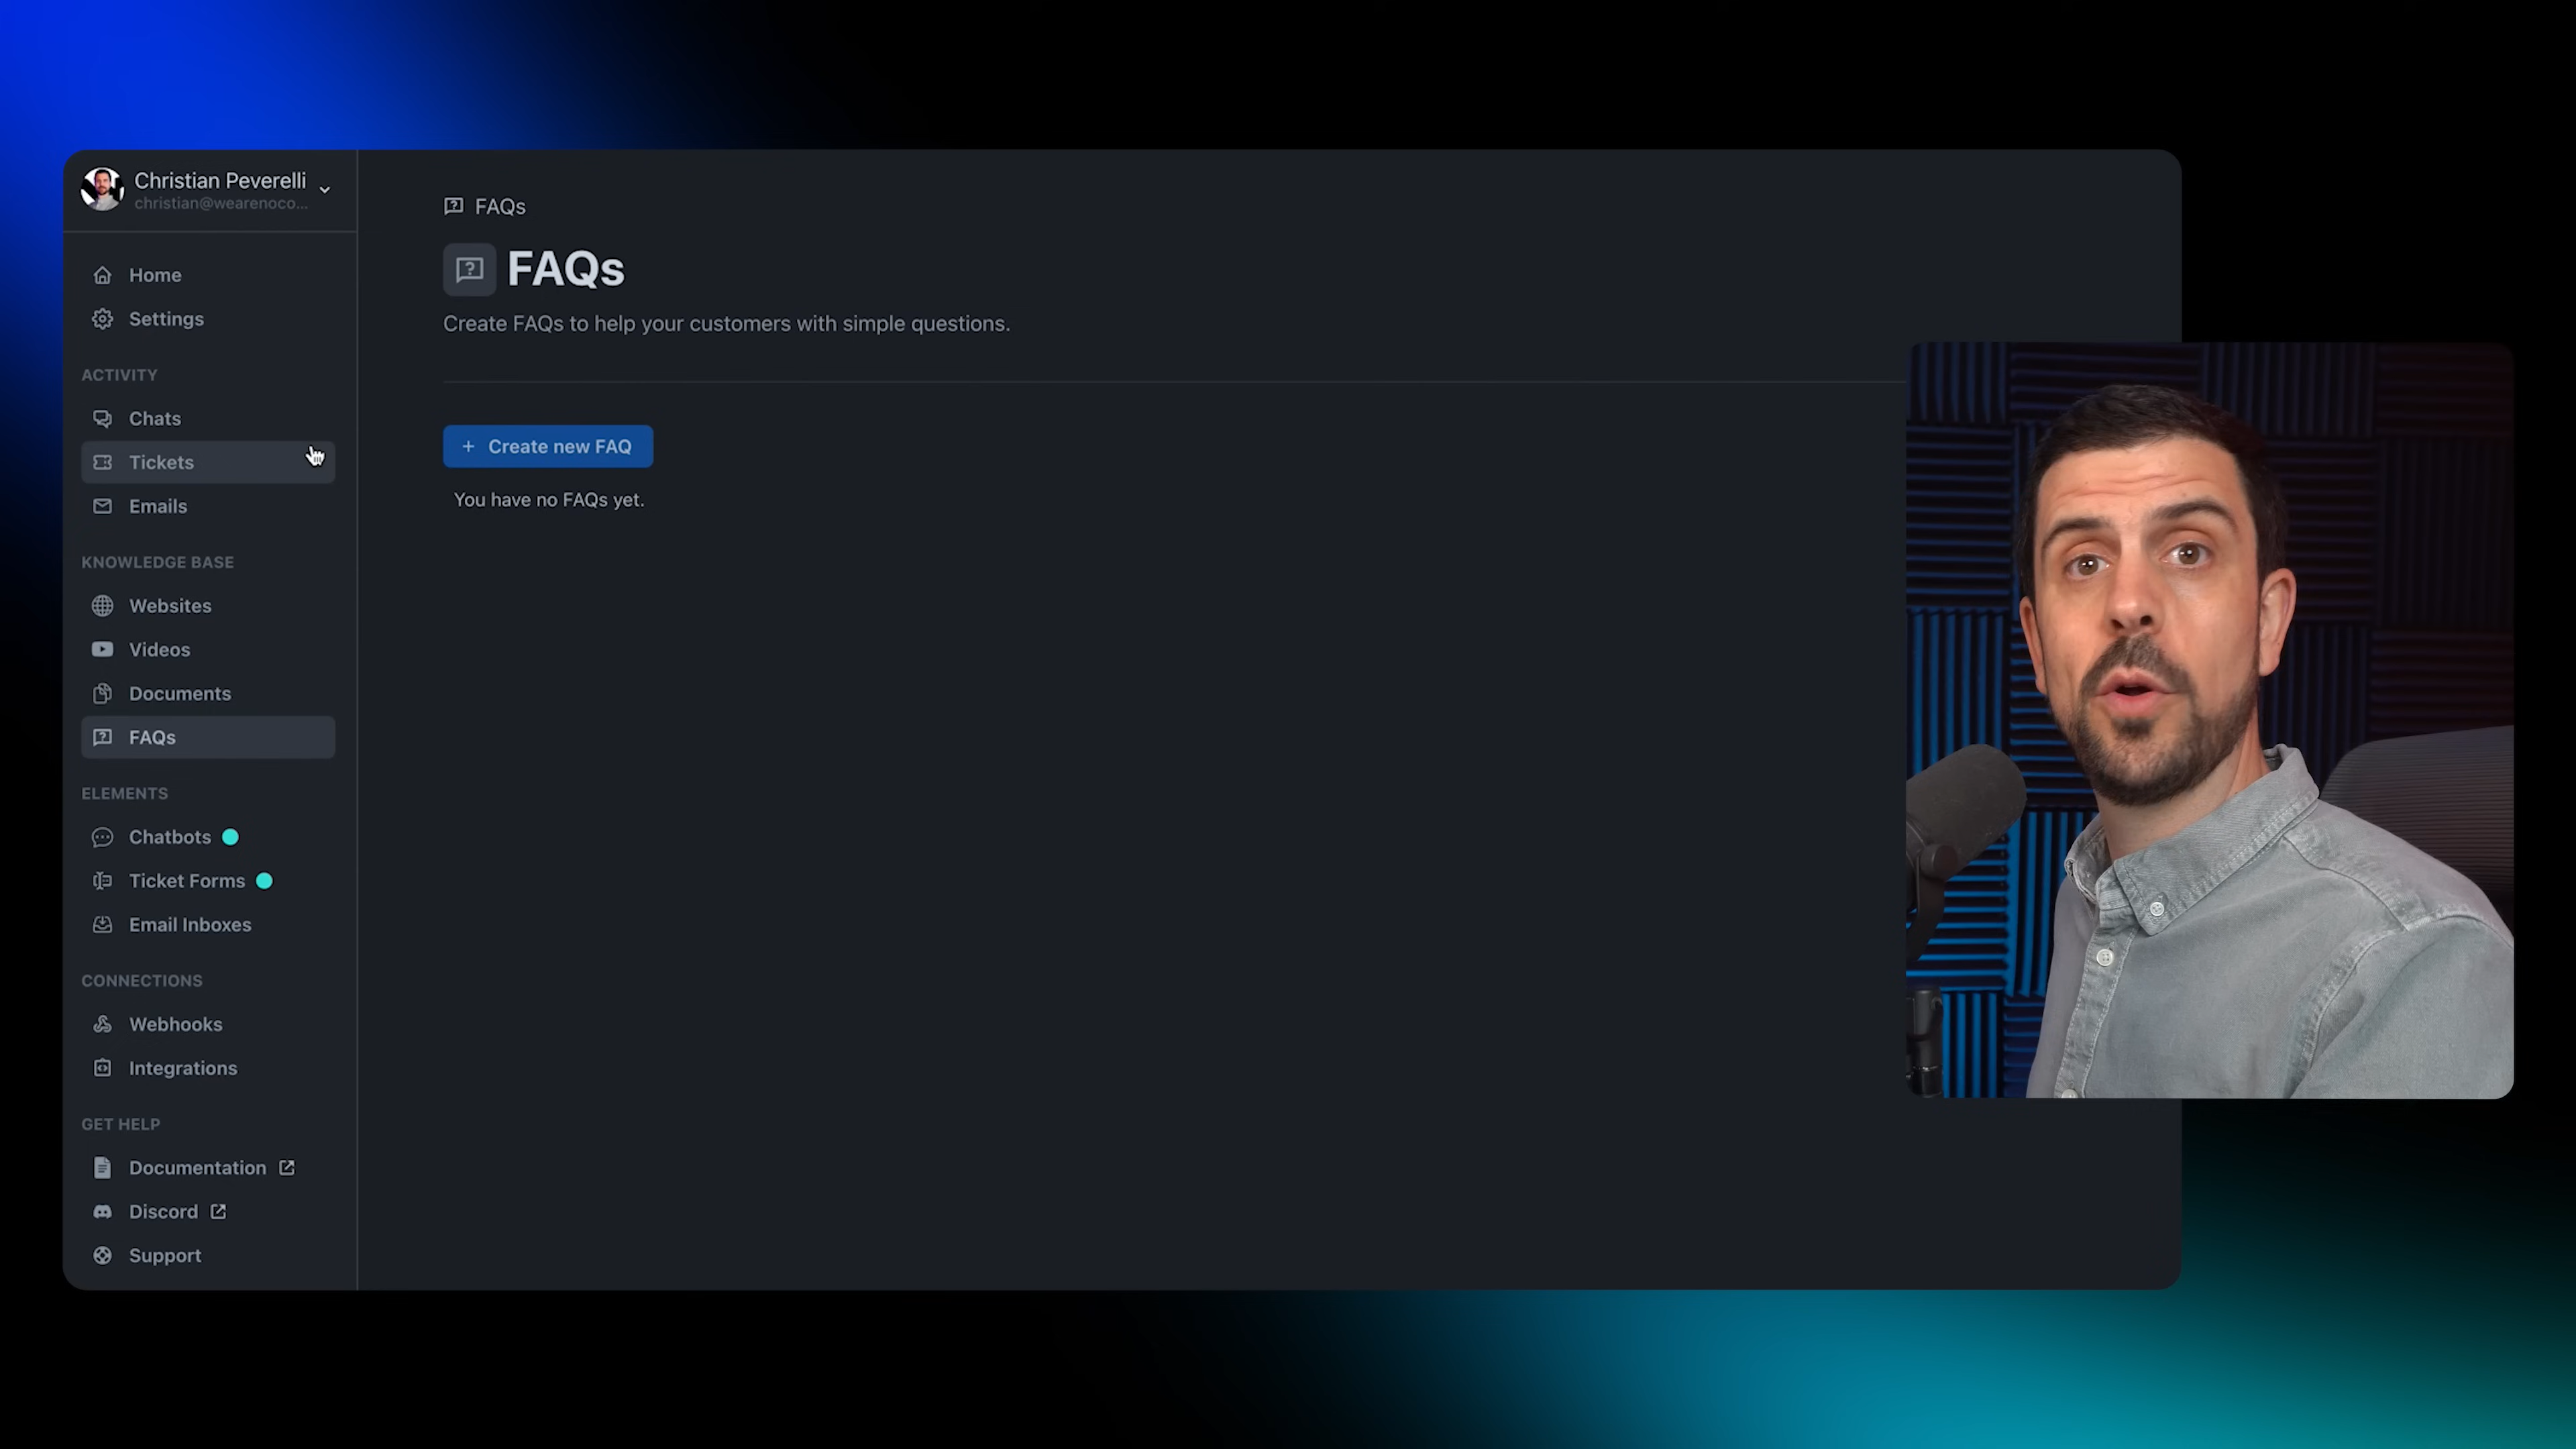 Christian Peverelli
christian@wearenoco...
Home
Settings
ACTIVITY
Chats
Tickets
Emails
KNOWLEDGE BASE
Websites
Videos
Documents
FAQs
ELEMENTS
Chatbots
Ticket Forms
Email Inboxes
CONNECTIONS
Webhooks
Integrations
GET HELP
Documentation
Discord
Support
FAQs
FAQs
Create FAQs to help your customers with simple questions.
+ Create new FAQ
You have no FAQs yet.